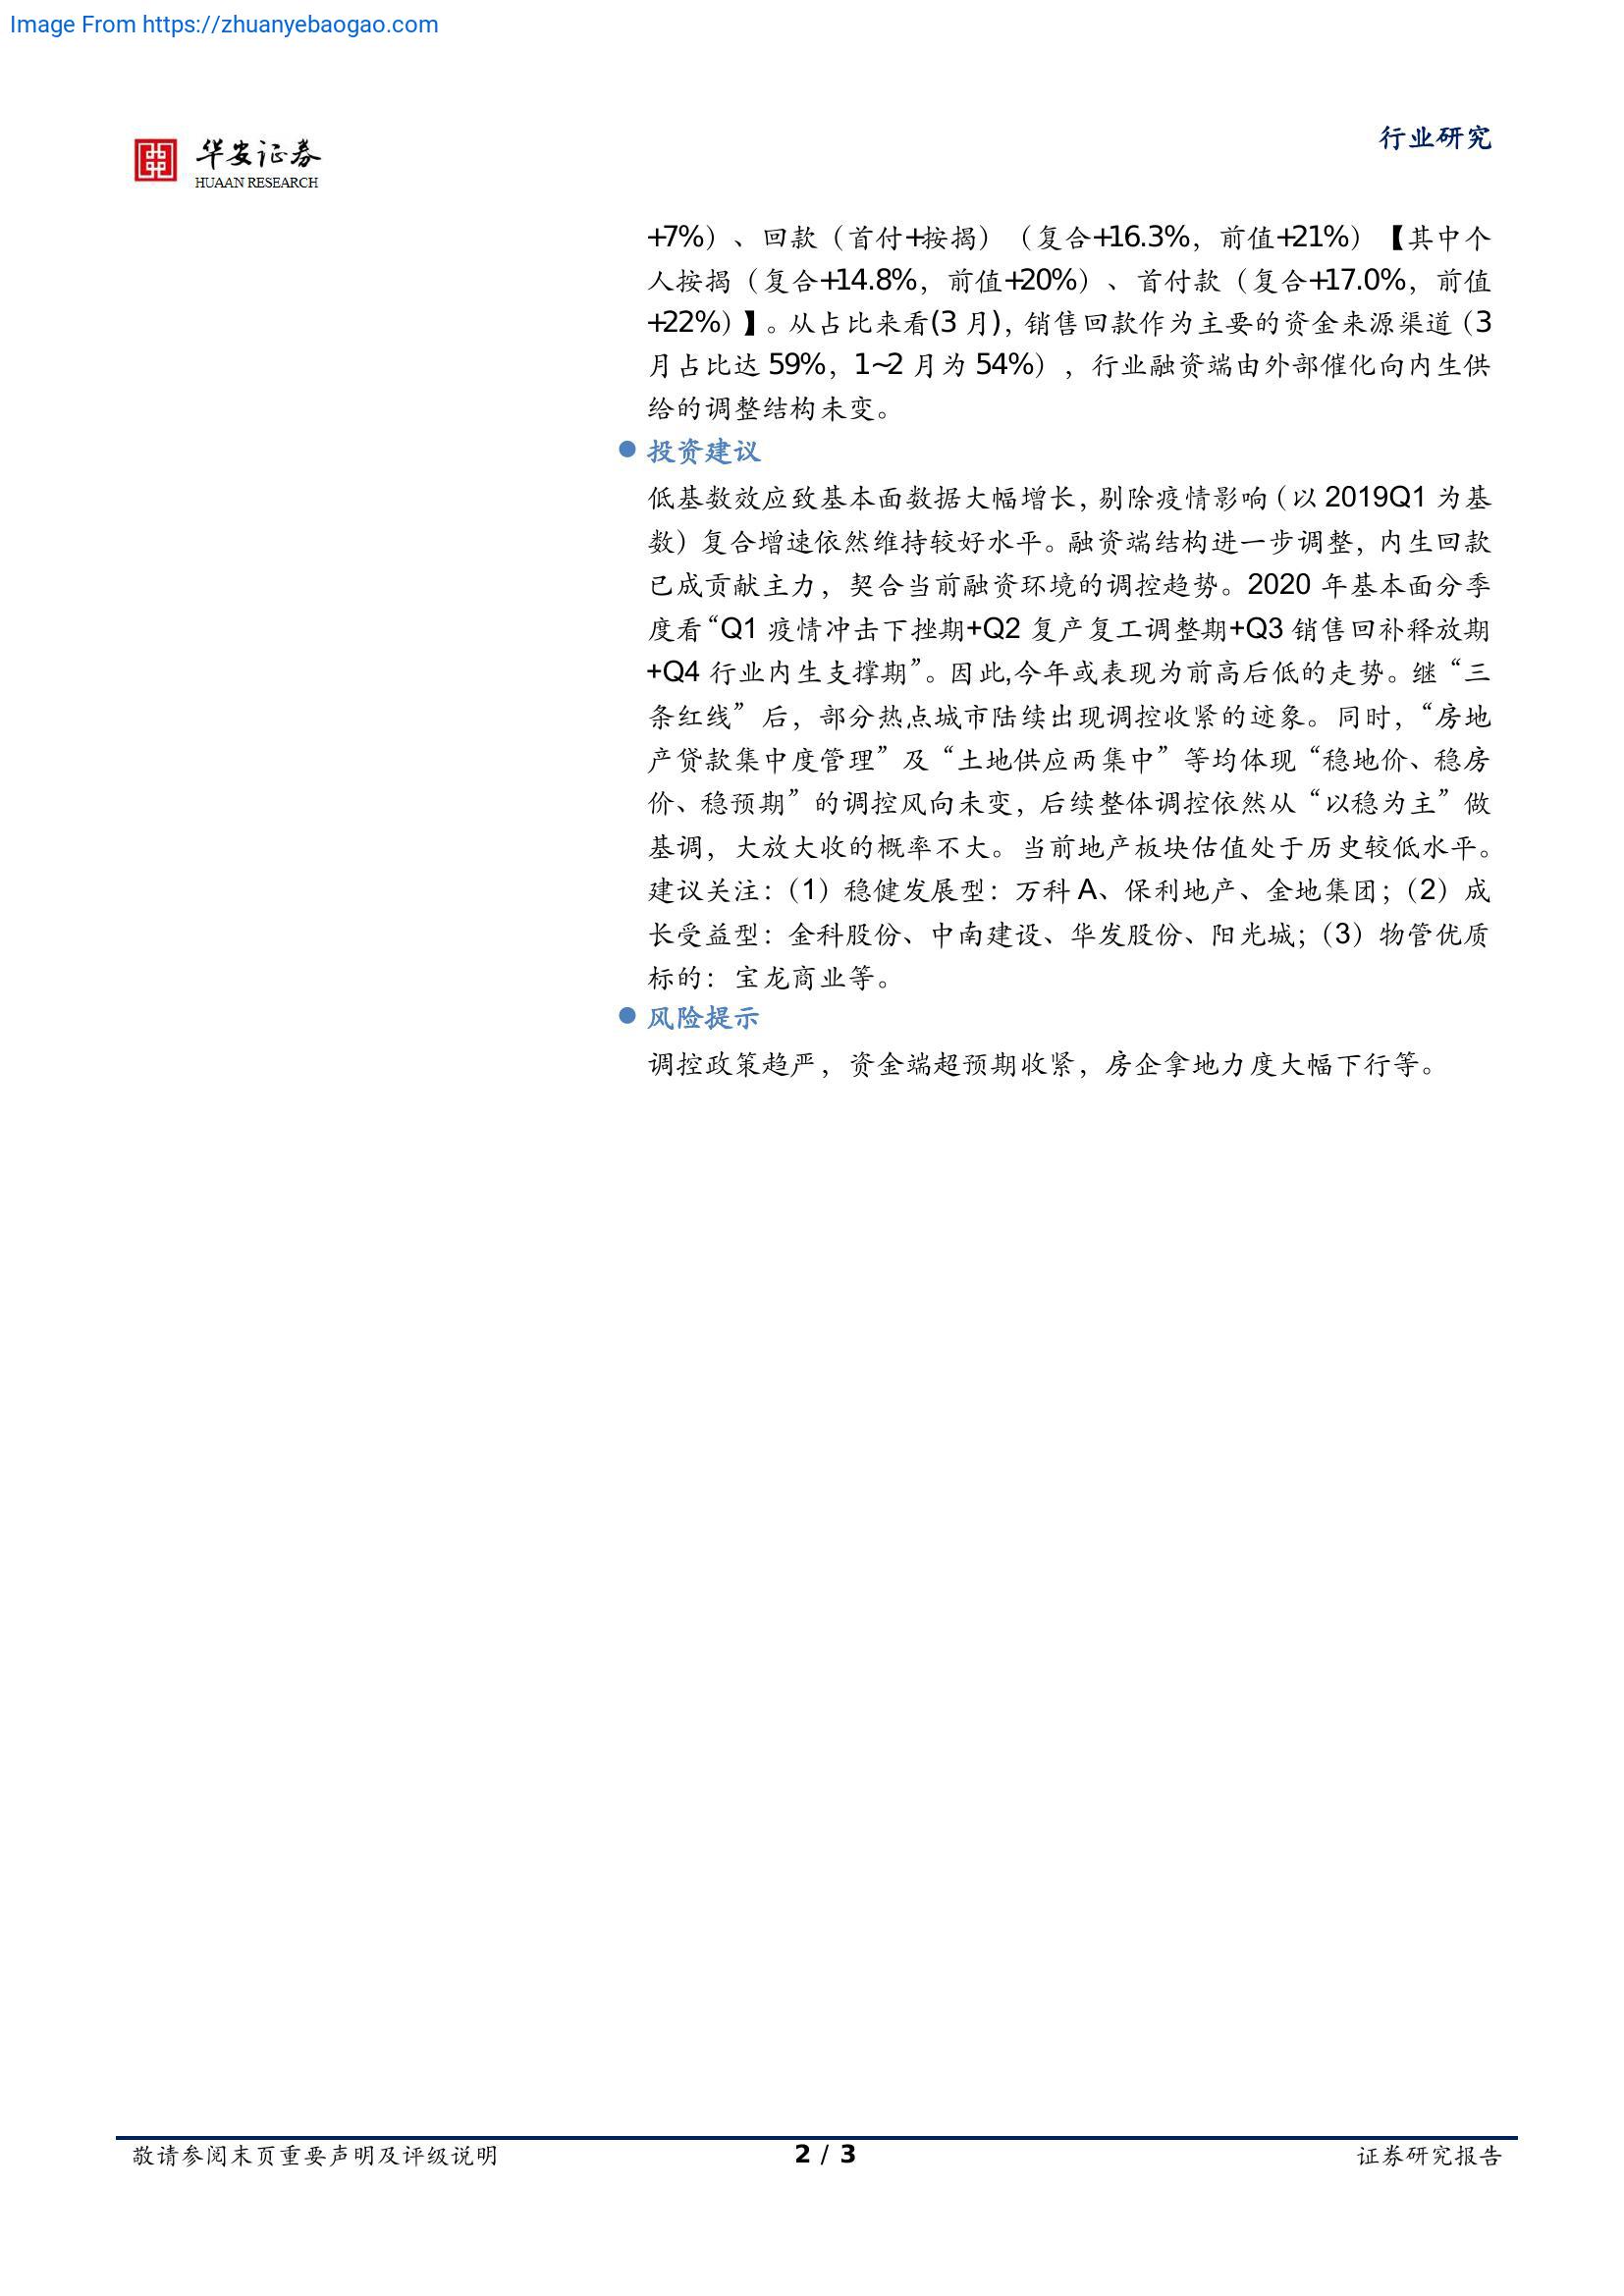 Image From https://zhuanyebaogao.com
华安证券
HUAAN RESEARCH
行业研究
+7%）、回款（首付+按揭）（复合+16.3%，前值+21%）【其中个
人按揭（复合+14.8%，前值+20%）、首付款（复合+17.0%，前值
+22%）】。从占比来看(3 月)，销售回款作为主要的资金来源渠道（3
月占比达 59%，1~2 月为 54%），行业融资端由外部催化向内生供
给的调整结构未变。
● 投资建议
低基数效应致基本面数据大幅增长，剔除疫情影响（以 2019Q1 为基
数）复合增速依然维持较好水平。融资端结构进一步调整，内生回款
已成贡献主力，契合当前融资环境的调控趋势。2020 年基本面分季
度看“Q1 疫情冲击下挫期+Q2 复产复工调整期+Q3 销售回补释放期
+Q4 行业内生支撑期”。因此,今年或表现为前高后低的走势。继“三
条红线”后，部分热点城市陆续出现调控收紧的迹象。同时，“房地
产贷款集中度管理”及“土地供应两集中”等均体现“稳地价、稳房
价、稳预期”的调控风向未变，后续整体调控依然从“以稳为主”做
基调，大放大收的概率不大。当前地产板块估值处于历史较低水平。
建议关注：（1）稳健发展型：万科 A、保利地产、金地集团；（2）成
长受益型：金科股份、中南建设、华发股份、阳光城；（3）物管优质
标的：宝龙商业等。
● 风险提示
调控政策趋严，资金端超预期收紧，房企拿地力度大幅下行等。
敬请参阅末页重要声明及评级说明
2 / 3
证券研究报告